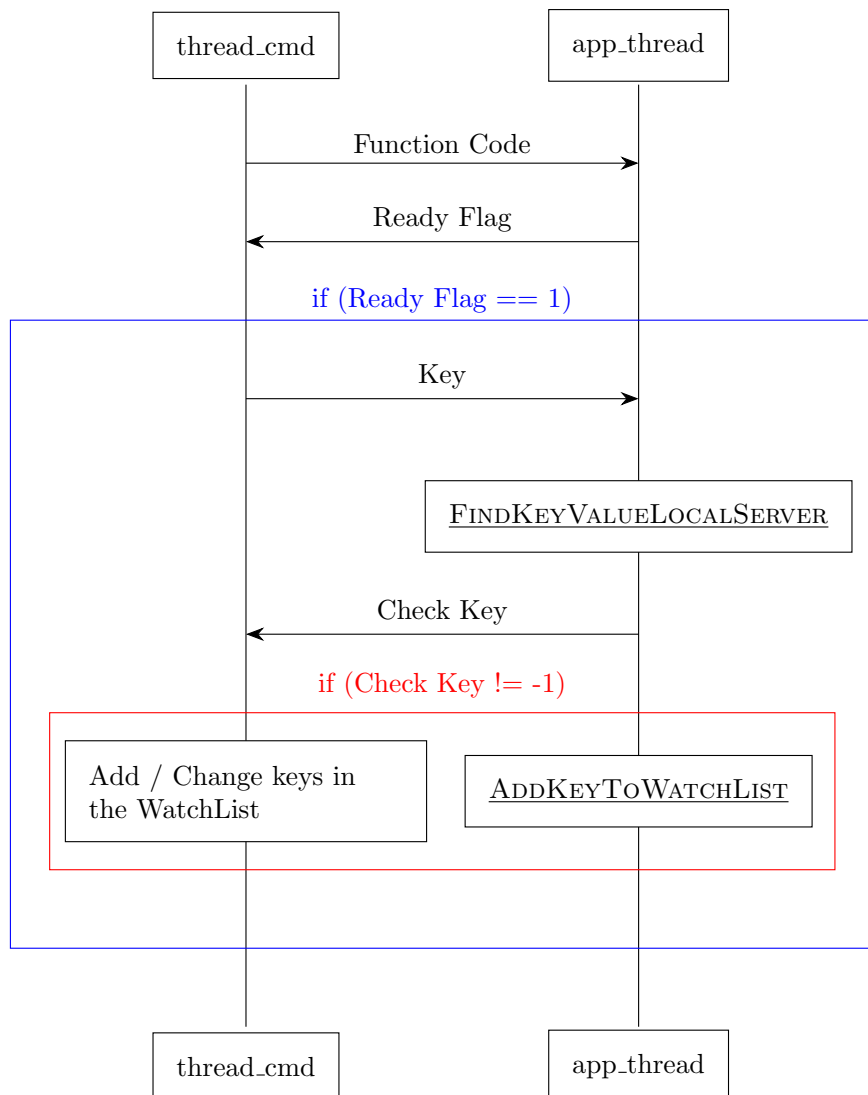 thread_cmd
app_thread
Function Code
Ready Flag
if (Ready Flag == 1)
Key
FINDKEYVALUELOCALSERVER
Check Key
if (Check Key != -1)
Add / Change keys in
the WatchList
ADDKEYTOWATCHLIST
thread_cmd
app_thread